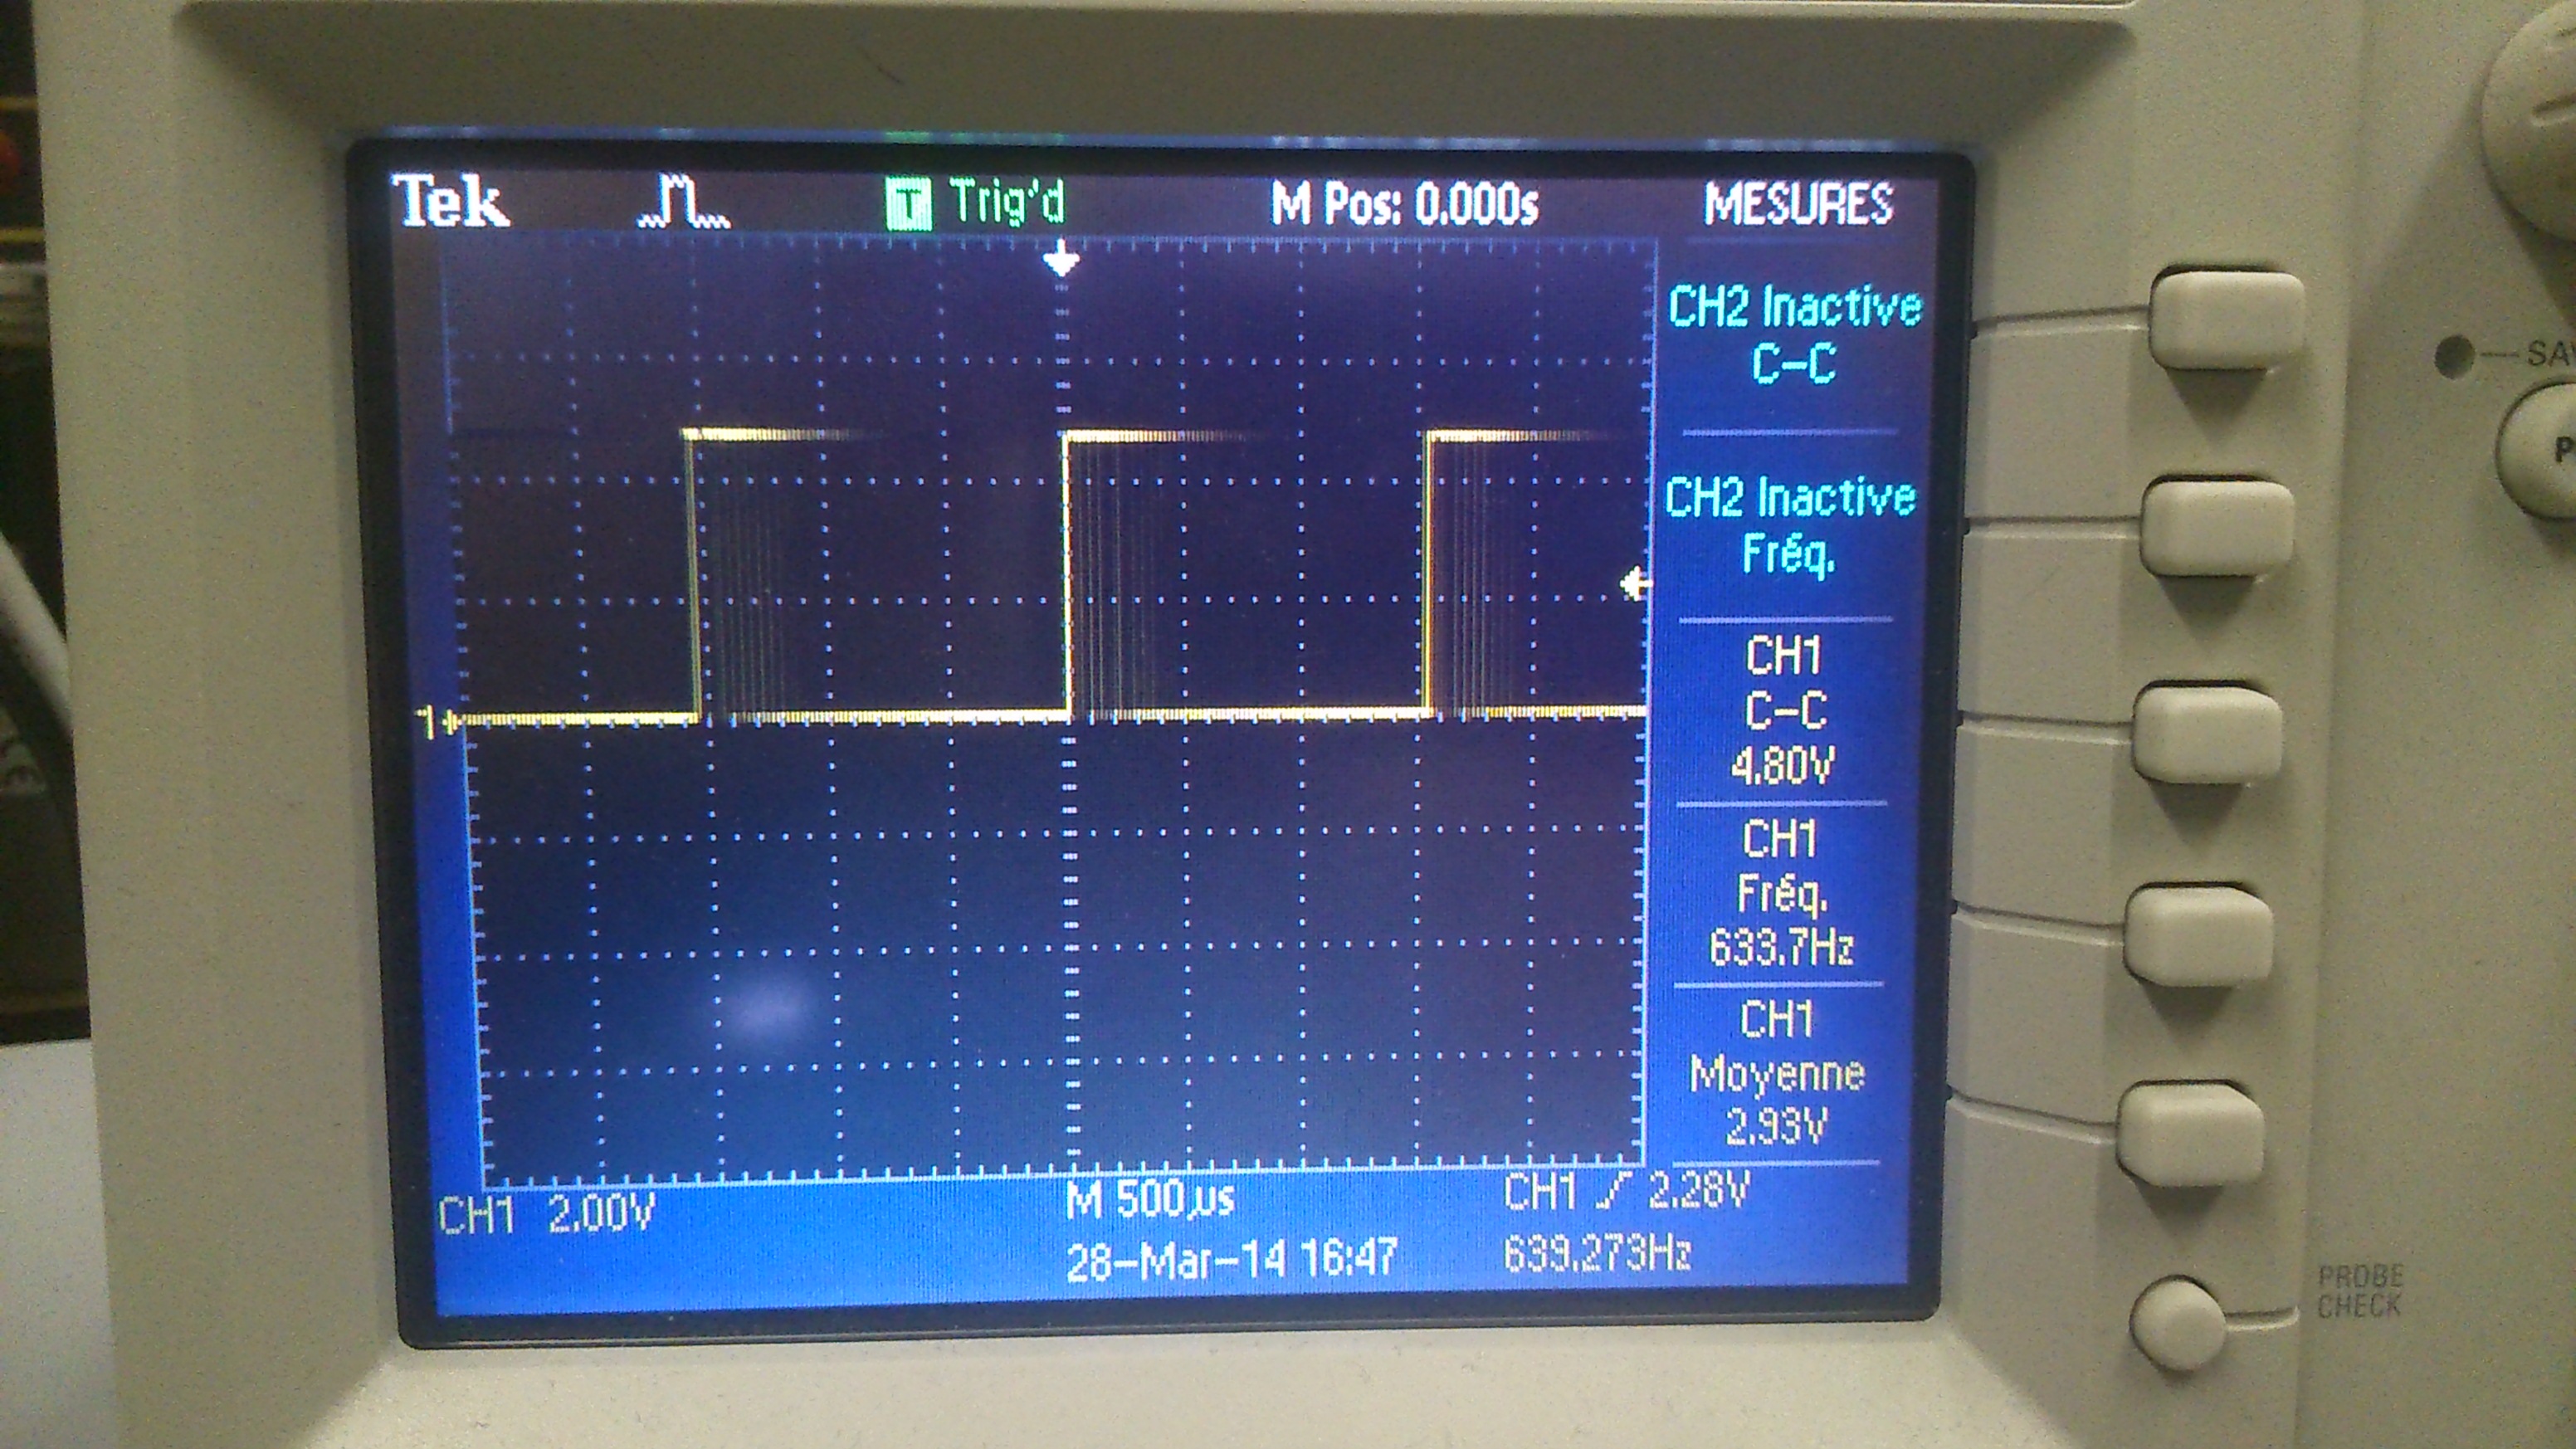 Tek
T Trig'd
M Pos: 0.000s
MESURES
CH2 Inactive
C-C
CH2 Inactive
Fréq.
CH1
C-C
4.80V
CH1
Fréq.
633.7Hz
CH1
Moyenne
2.93V
1
CH1 2.00V
M 500µs
CH1 2.28V
28-Mar-14 16:47
639.273Hz
PROBE
CHECK